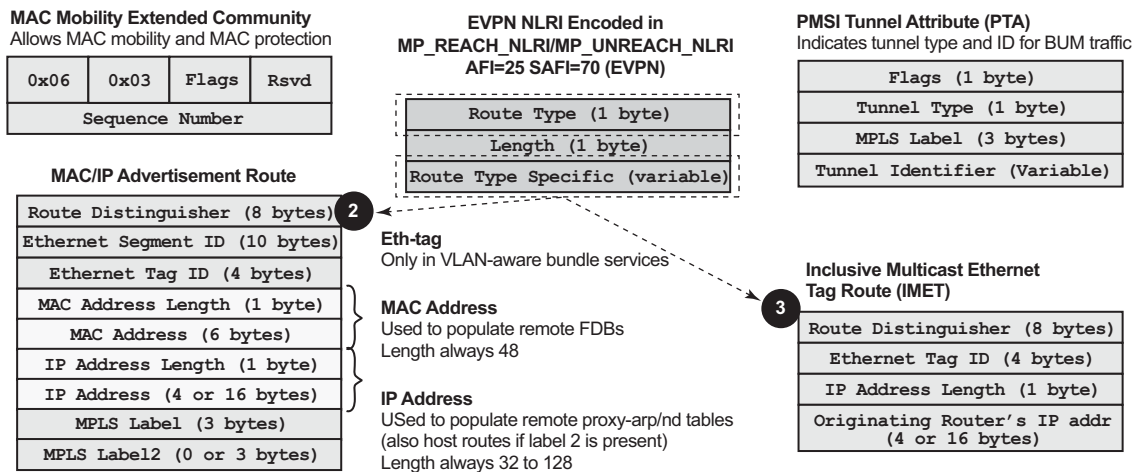 MAC Mobility Extended Community
Allows MAC mobility and MAC protection
0x06 0x03 Flags Rsvd
Sequence Number
EVPN NLRI Encoded in
MP_REACH_NLRI/MP_UNREACH_NLRI
AFI=25 SAFI=70 (EVPN)
Route Type (1 byte)
Length (1 byte)
Route Type Specific (variable)
PMSI Tunnel Attribute (PTA)
Indicates tunnel type and ID for BUM traffic
Flags (1 byte)
Tunnel Type (1 byte)
MPLS Label (3 bytes)
Tunnel Identifier (Variable)
MAC/IP Advertisement Route
2
Route Distinguisher (8 bytes)
Ethernet Segment ID (10 bytes)
Ethernet Tag ID (4 bytes)
MAC Address Length (1 byte)
MAC Address (6 bytes)
IP Address Length (1 byte)
IP Address (4 or 16 bytes)
MPLS Label (3 bytes)
MPLS Label2 (0 or 3 bytes)
Eth-tag
Only in VLAN-aware bundle services
MAC Address
Used to populate remote FDBs
Length always 48
IP Address
USed to populate remote proxy-arp/nd tables
(also host routes if label 2 is present)
Length always 32 to 128
Inclusive Multicast Ethernet
Tag Route (IMET)
3
Route Distinguisher (8 bytes)
Ethernet Tag ID (4 bytes)
IP Address Length (1 byte)
Originating Router's IP addr
(4 or 16 bytes)